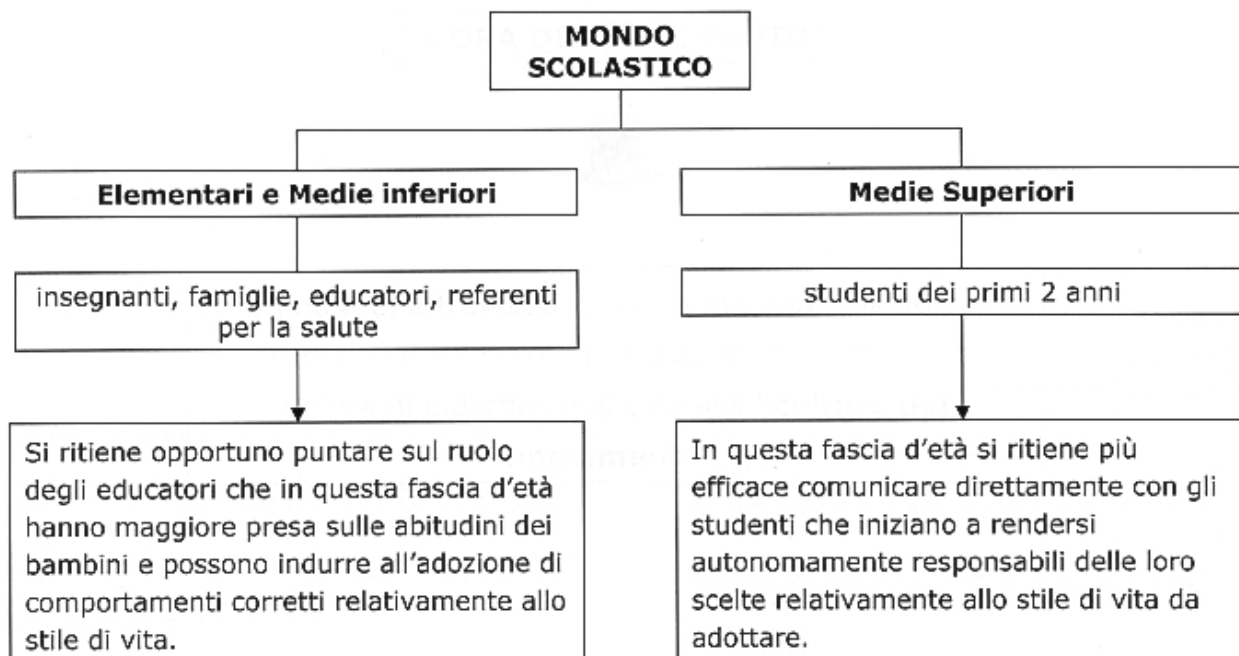 MONDO
SCOLASTICO
Elementari e Medie inferiori
Medie Superiori
insegnanti, famiglie, educatori, referenti
per la salute
studenti dei primi 2 anni
Si ritiene opportuno puntare sul ruolo
degli educatori che in questa fascia d'età
hanno maggiore presa sulle abitudini dei
bambini e possono indurre all'adozione di
comportamenti corretti relativamente allo
stile di vita.
In questa fascia d'età si ritiene più
efficace comunicare direttamente con gli
studenti che iniziano a rendersi
autonomamente responsabili delle loro
scelte relativamente allo stile di vita da
adottare.